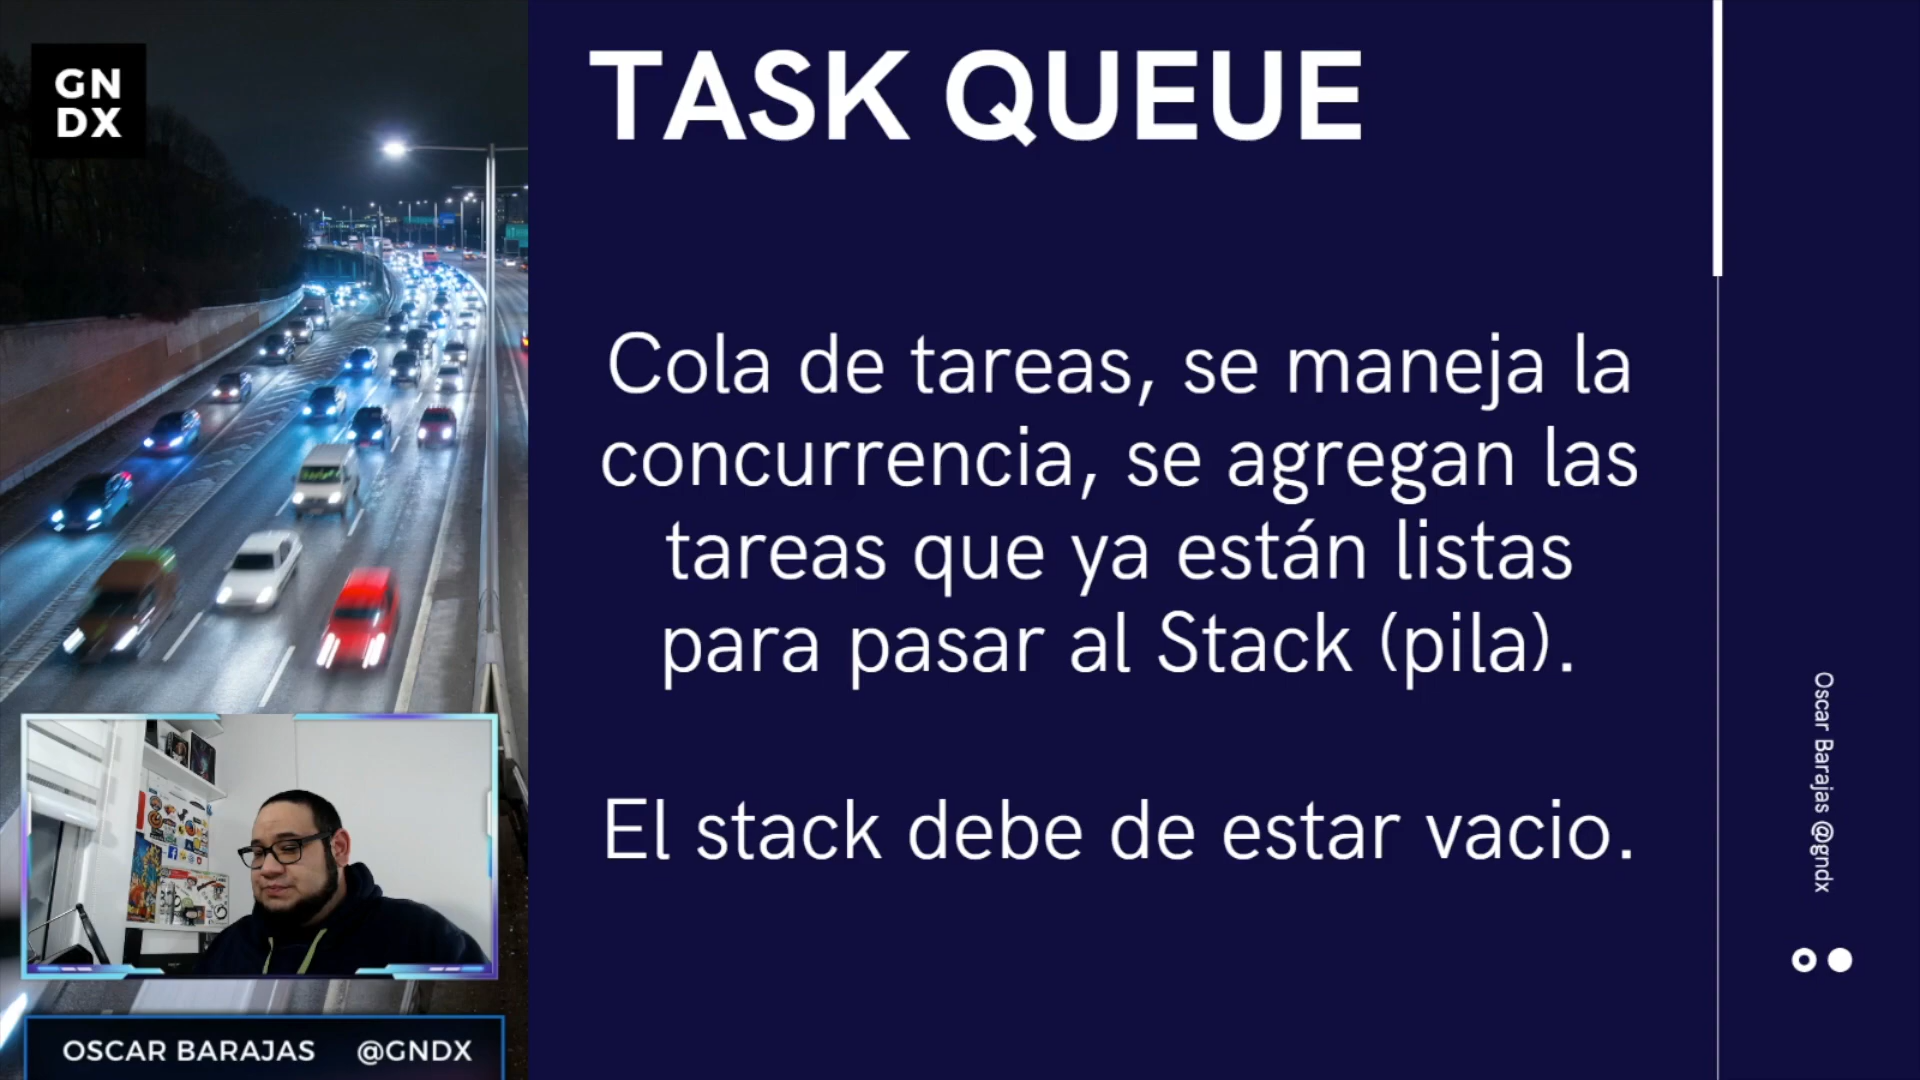 GN
DX
TASK QUEUE
Cola de tareas, se maneja la
concurrencia, se agregan las
tareas que ya están listas
para pasar al Stack (pila).
El stack debe de estar vacio.
Oscar Barajas @gndx
OSCAR BARAJAS @GNDX